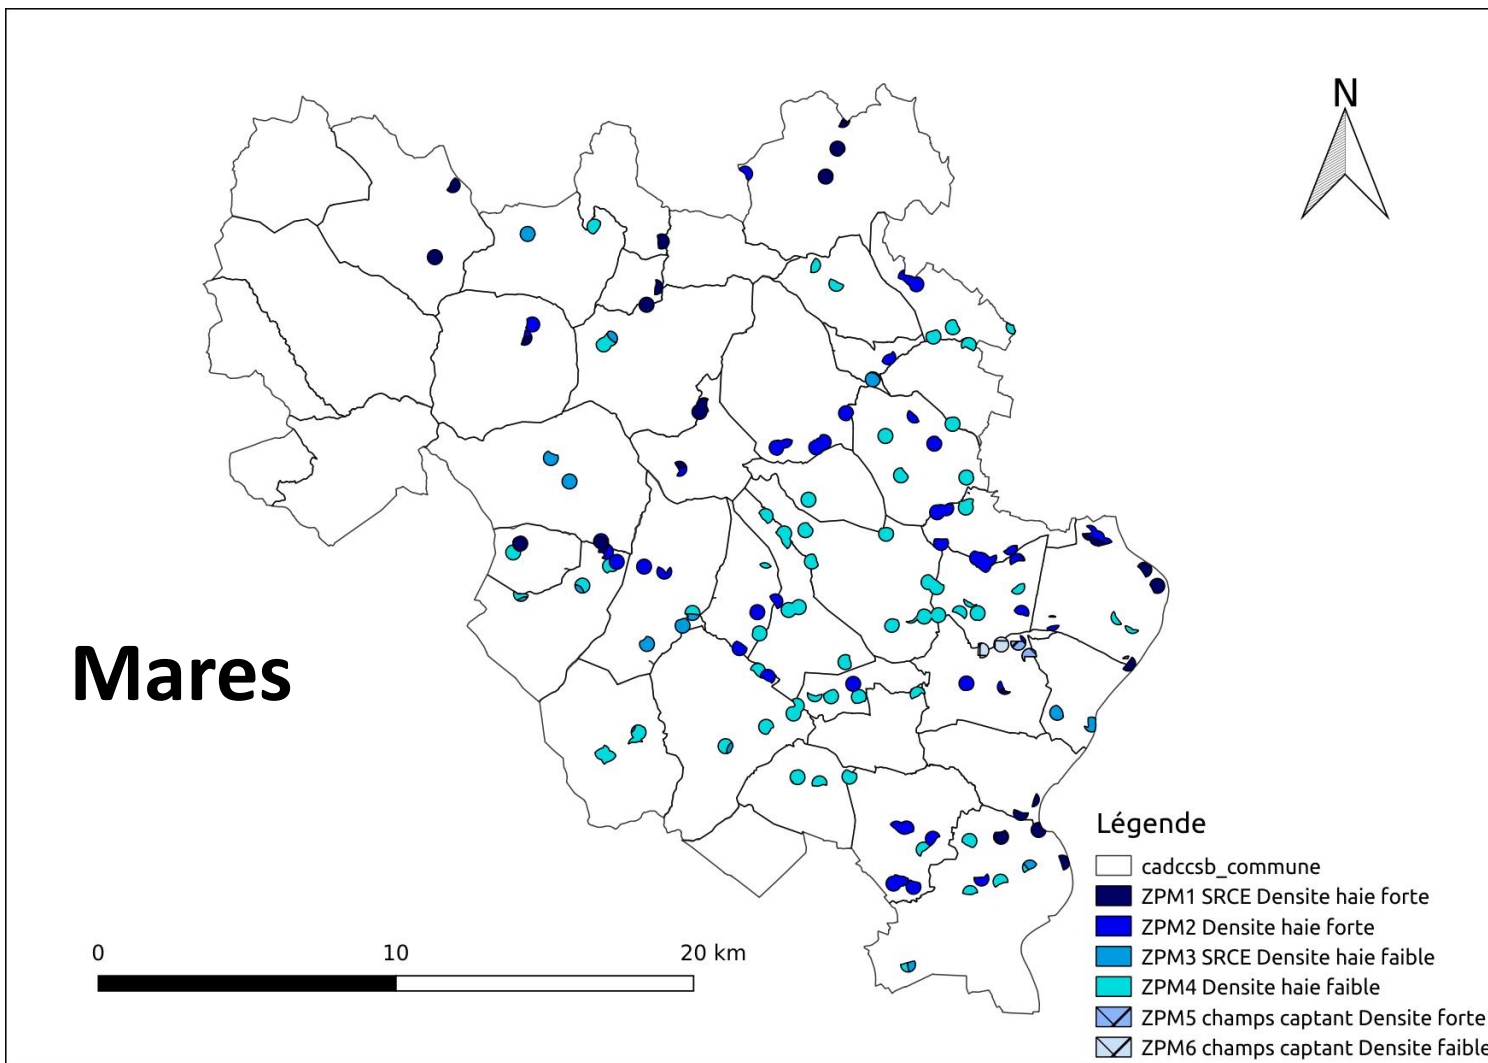 N
Mares
Légende
cadccsb_commune
ZPM1 SRCE Densite haie forte
ZPM2 Densite haie forte
ZPM3 SRCE Densite haie faible
ZPM4 Densite haie faible
ZPM5 champs captant Densite forte
ZPM6 champs captant Densite faible
0 10 20 km